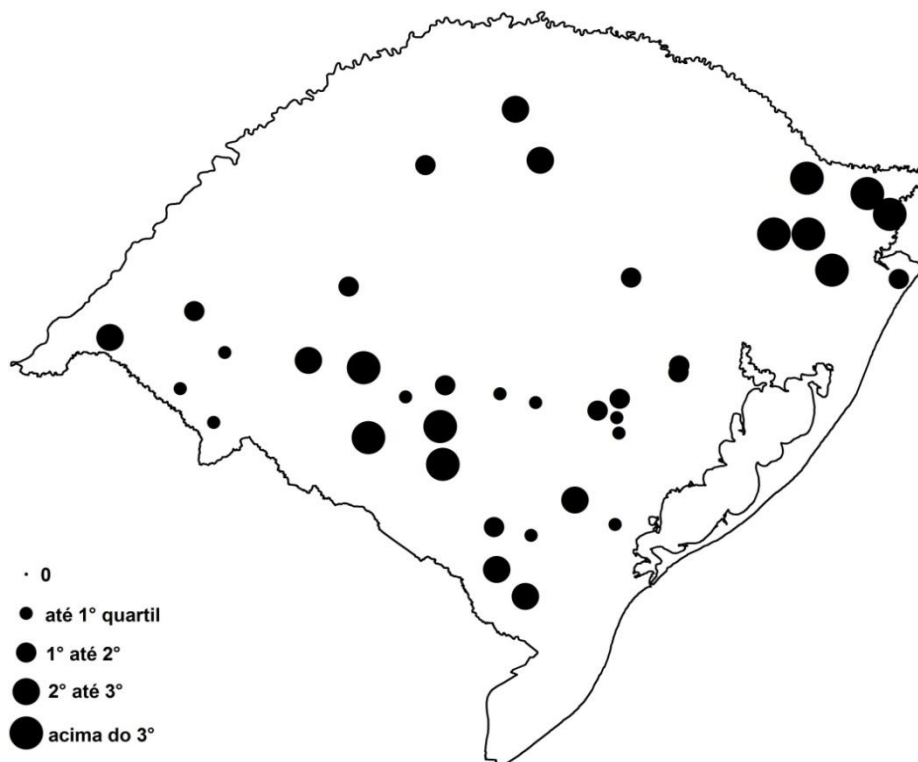 0
até 1° quartil
1° até 2°
2° até 3°
acima do 3°